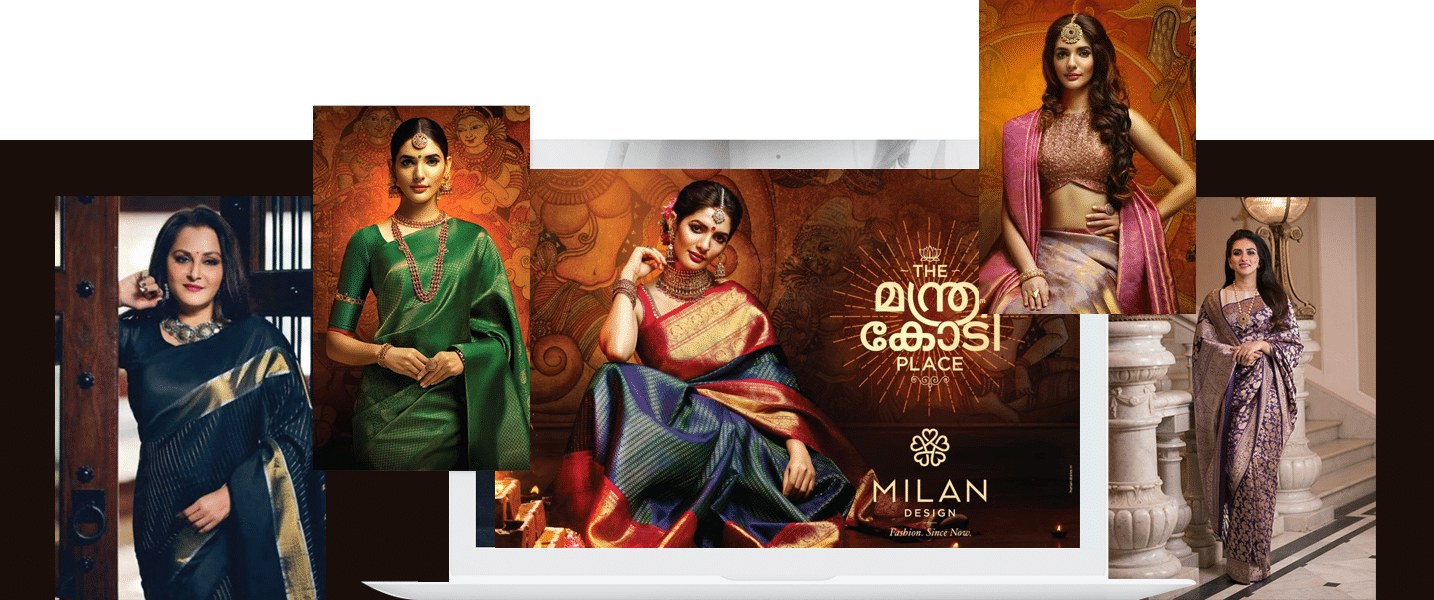 THE
മന്ത്ര
കോടി
PLACE
MILAN
DESIGN
Fashion. Since Now.